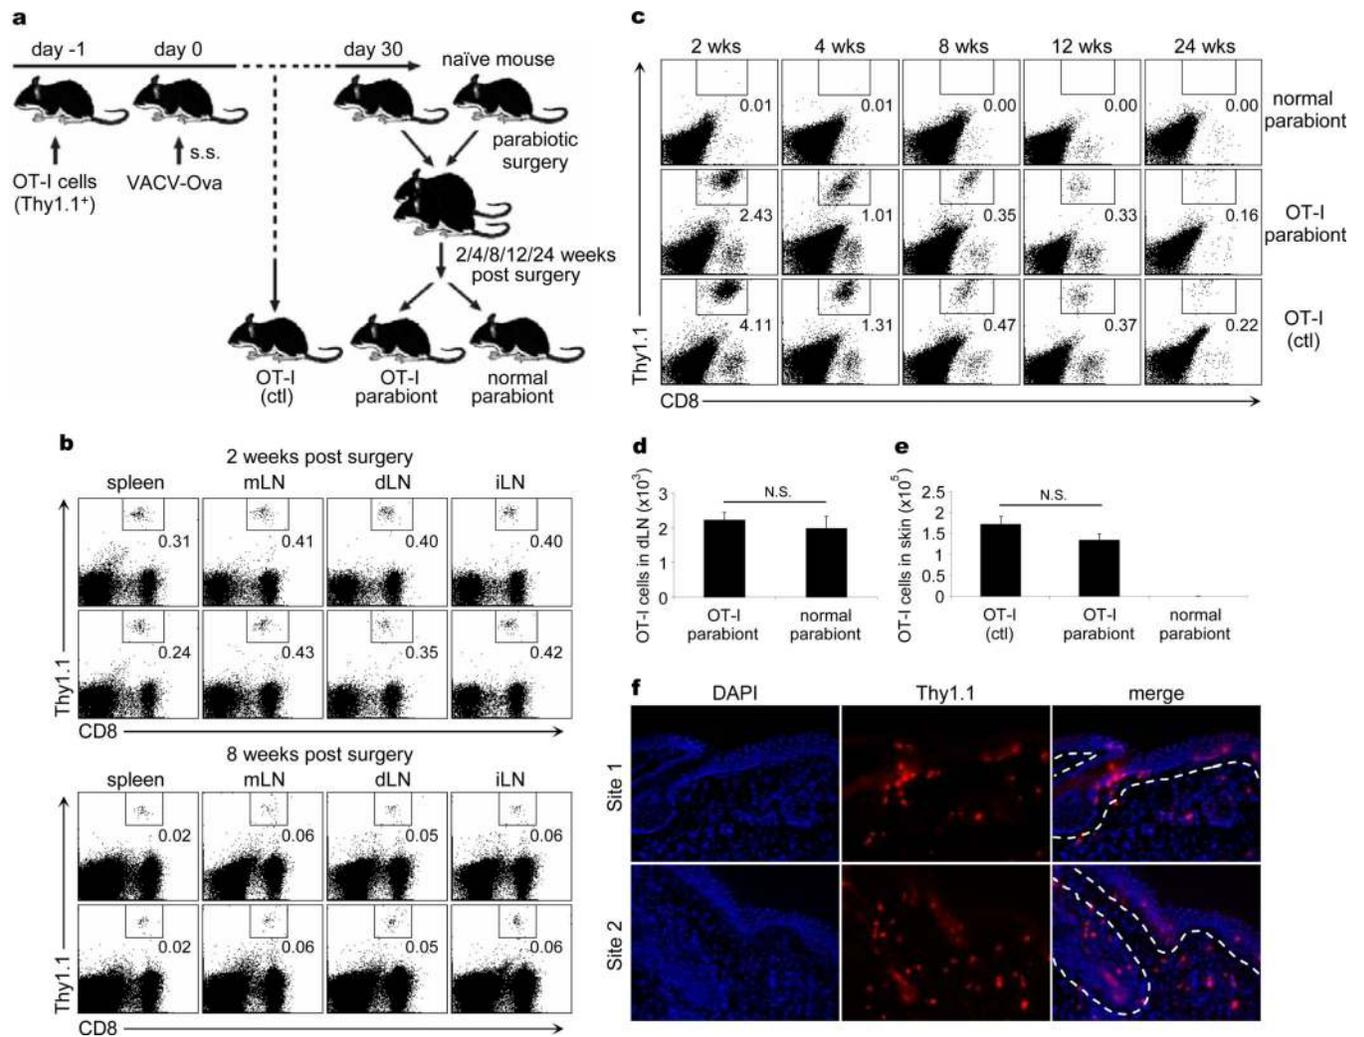 a
day -1
day 0
day 30
naïve mouse
OT-I cells
(Thy1.1+)
s.s.
VACV-Ova
parabiotic
surgery
2/4/8/12/24 weeks
post surgery
OT-I
(ctl)
OT-I
parabiont
normal
parabiont
b
2 weeks post surgery
spleen mLN dLN iLN
0.31 0.41 0.40 0.40
0.24 0.43 0.35 0.42
Thy1.1
CD8
8 weeks post surgery
spleen mLN dLN iLN
0.02 0.06 0.05 0.06
0.02 0.06 0.05 0.06
Thy1.1
CD8
c
2 wks 4 wks 8 wks 12 wks 24 wks
0.01 0.01 0.00 0.00 0.00
normal
parabiont
2.43 1.01 0.35 0.33 0.16
OT-I
parabiont
4.11 1.31 0.47 0.37 0.22
OT-I
(ctl)
Thy1.1
CD8
d
OT-I cells in dLN (x10³)
3
2
1
0
N.S.
OT-I
parabiont
normal
parabiont
e
OT-I cells in skin (x10⁵)
2.5
2
1.5
1
0.5
0
N.S.
OT-I
(ctl)
OT-I
parabiont
normal
parabiont
f
DAPI Thy1.1 merge
Site 1
Site 2